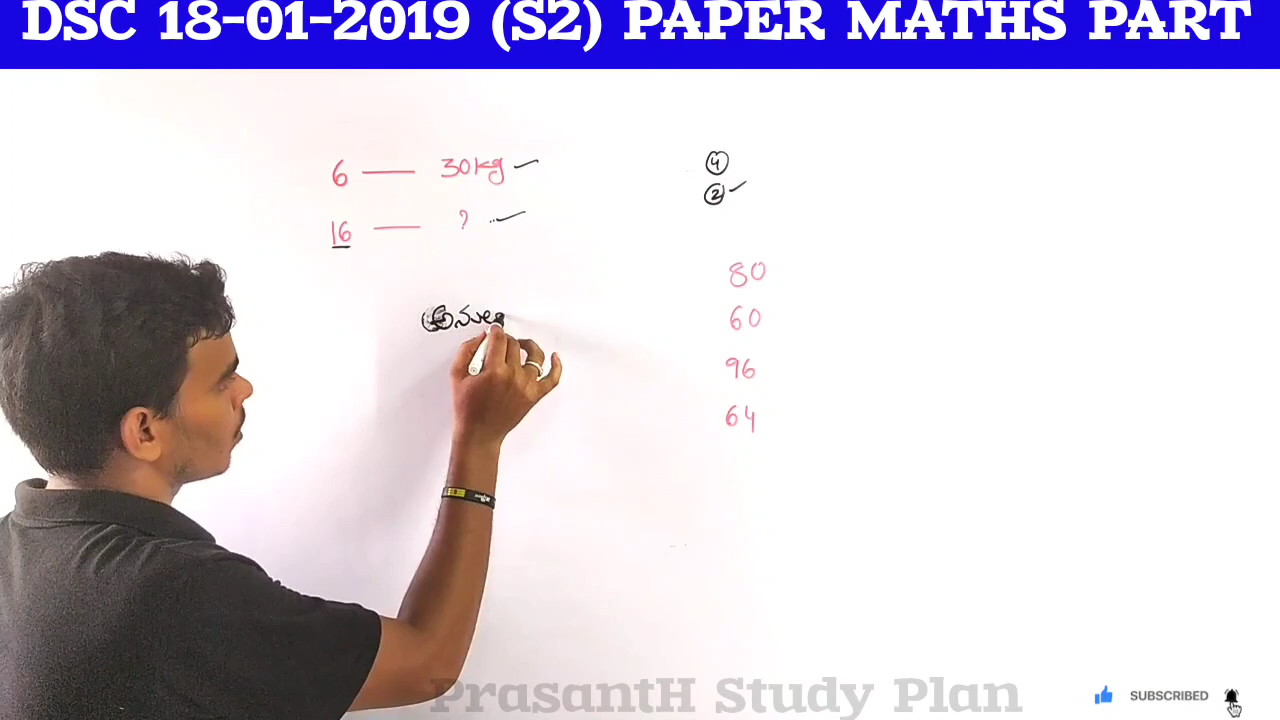 DSC 18-01-2019 (S2) PAPER MATHS PART
6 — 30kg ✓
16 — ?
అనులో
4
2 ✓
80
60
96
64
PrasantH Study Plan
SUBSCRIBED